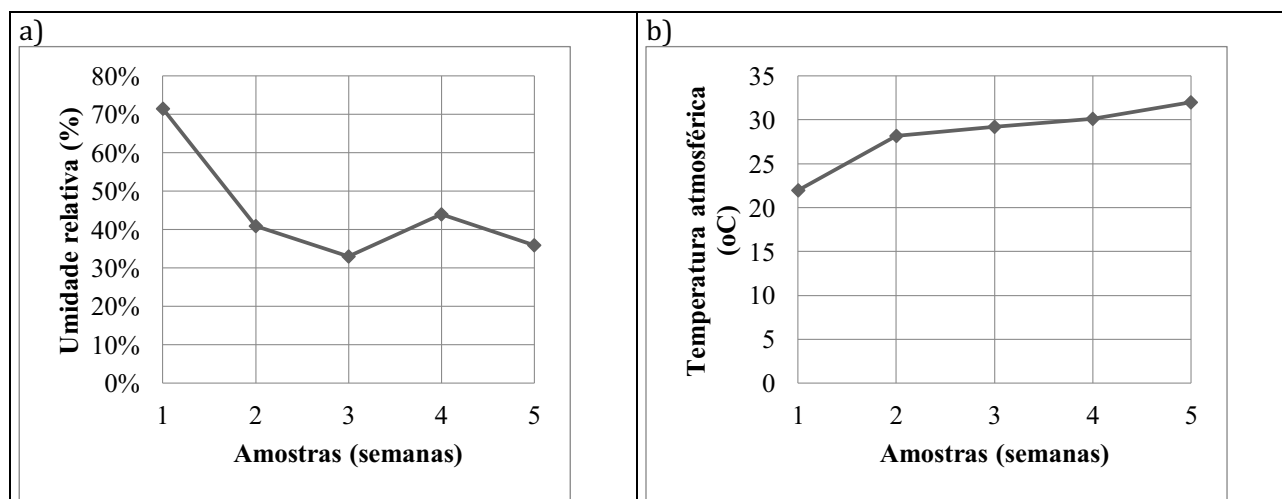 a)
80%
70%
60%
50%
40%
30%
20%
10%
0%
Umidade relativa (%)
1 2 3 4 5
Amostras (semanas)
b)
35
30
25
20
15
10
5
0
Temperatura atmosférica
(oC)
1 2 3 4 5
Amostras (semanas)